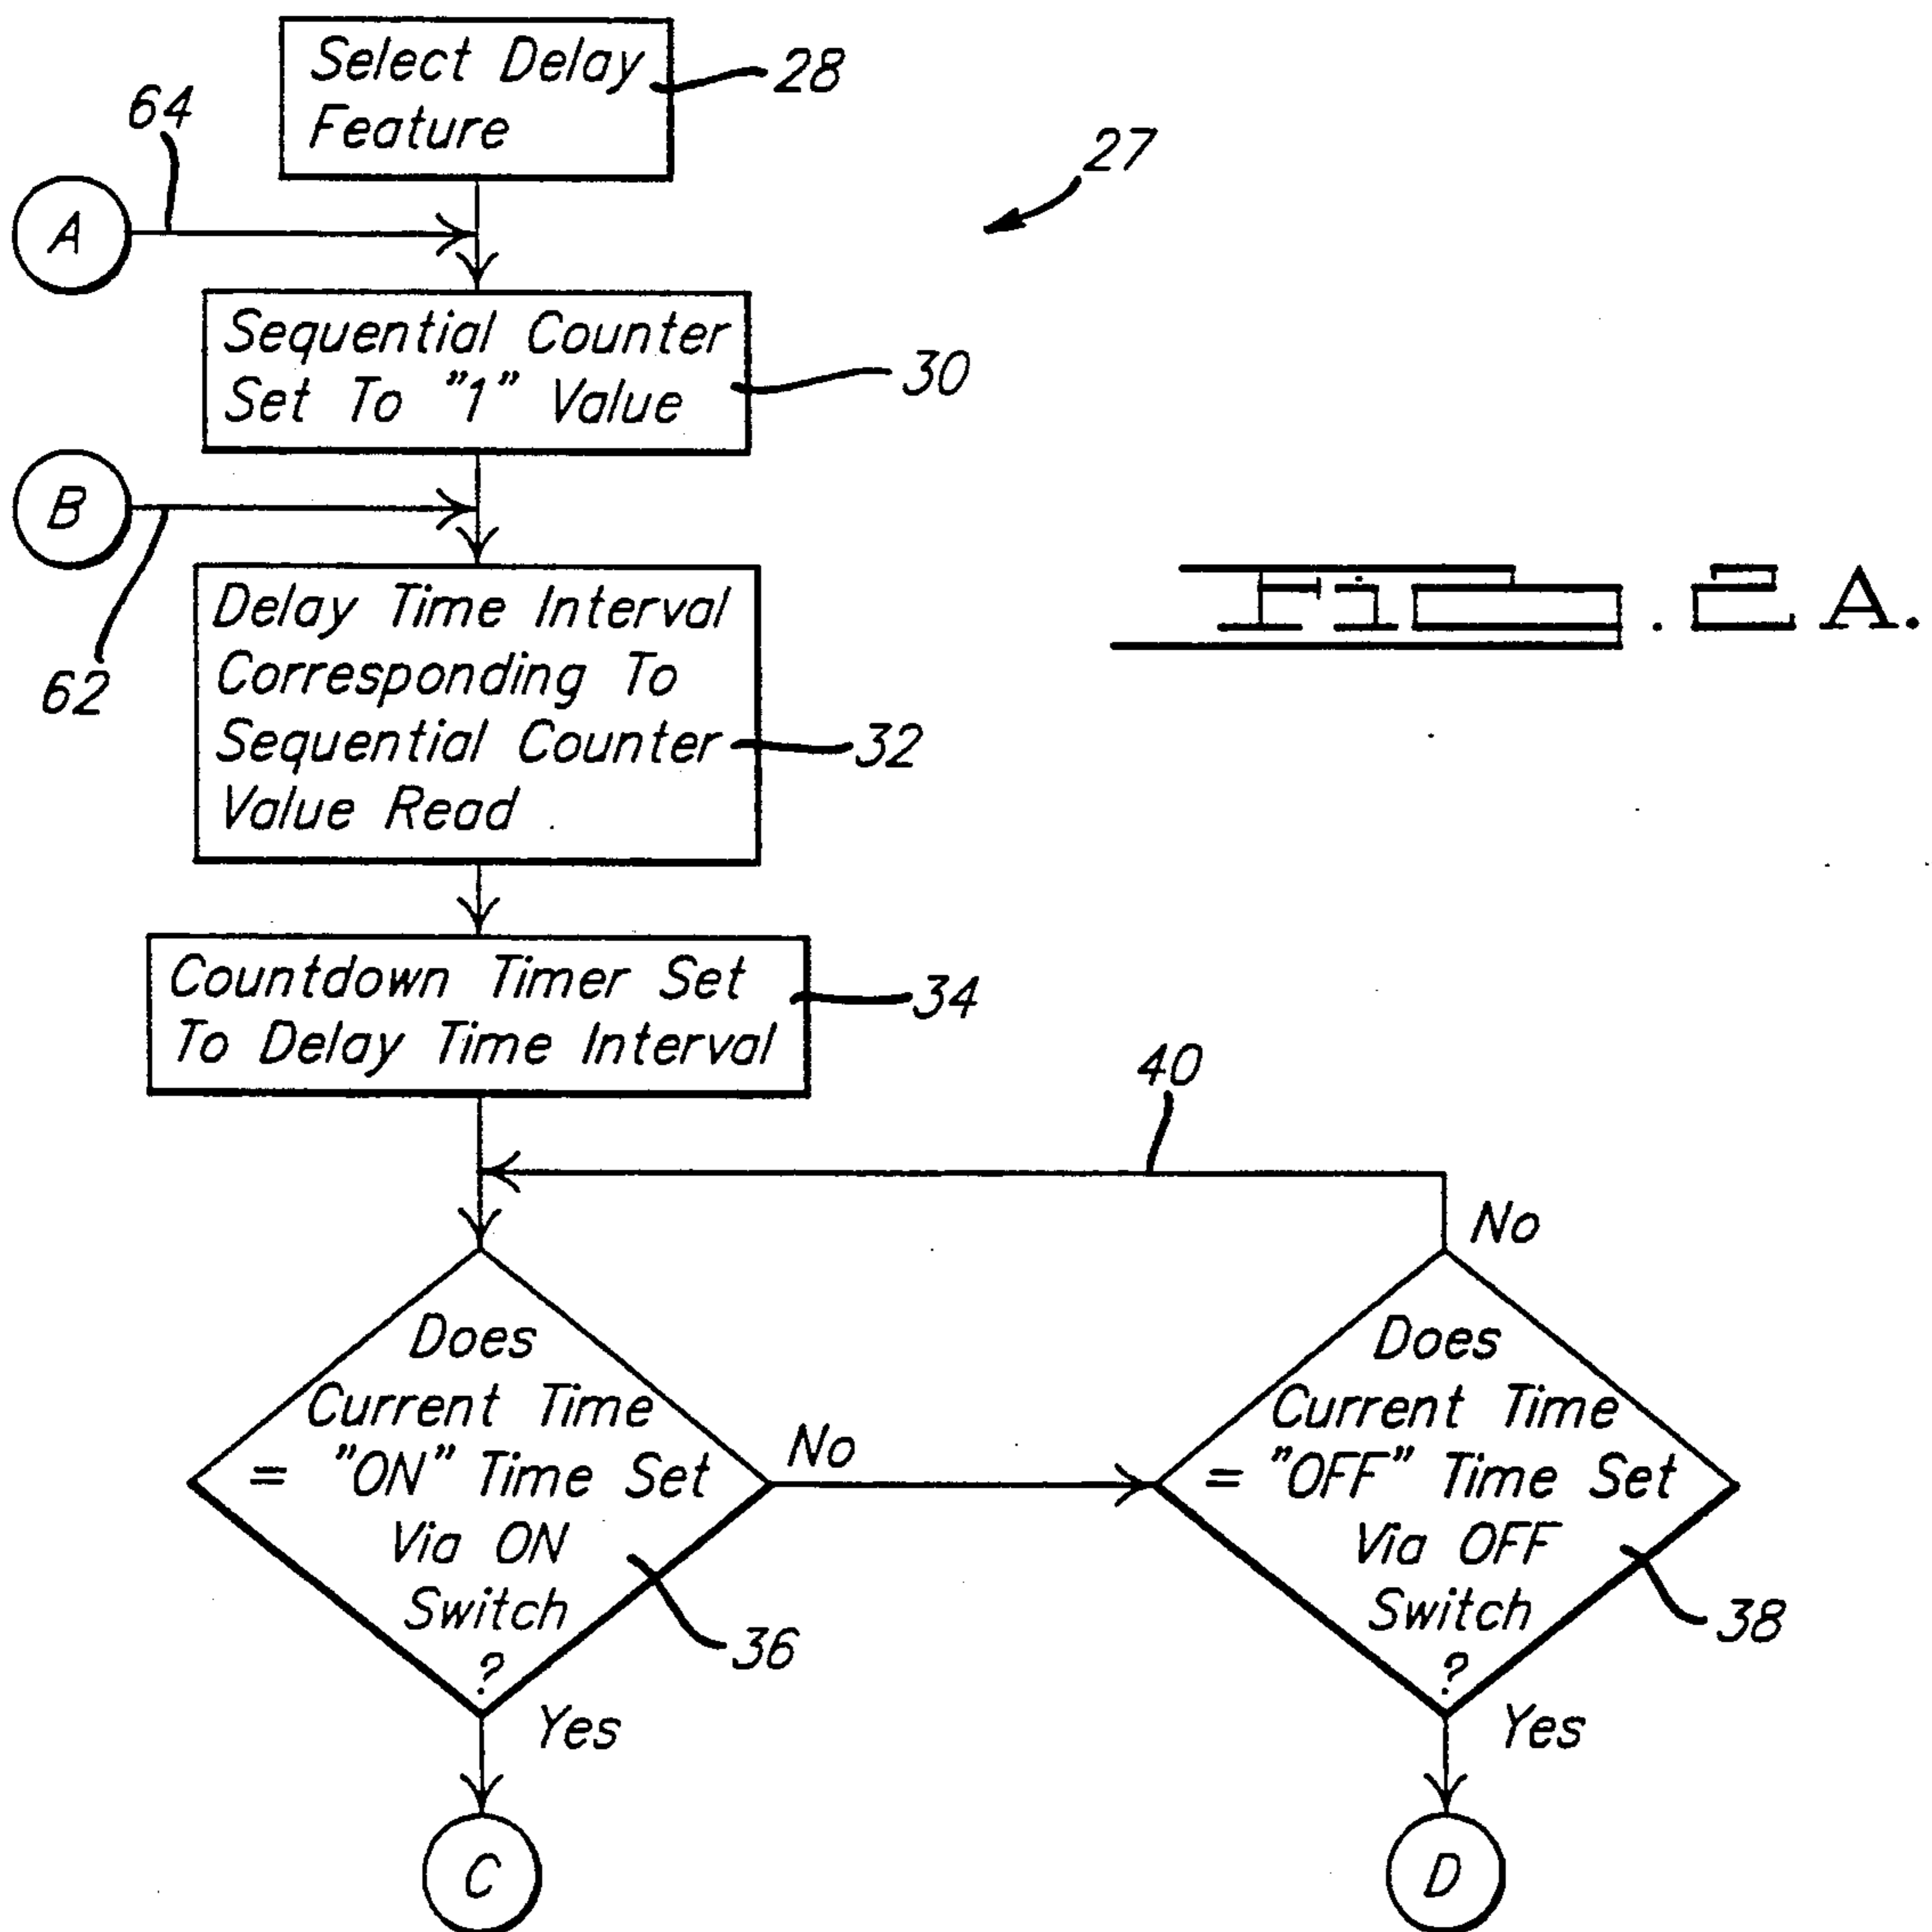 Select Delay
Feature
28
64
27
A
Sequential Counter
Set To "1" Value
30
B
62
Delay Time Interval
Corresponding To
Sequential Counter
Value Read
32
Fig. 2A.
Countdown Timer Set
To Delay Time Interval
34
40
No
Does
Current Time
= "ON" Time Set
Via ON
Switch
?
36
No
Does
Current Time
= "OFF" Time Set
Via OFF
Switch
?
38
Yes
Yes
C
D